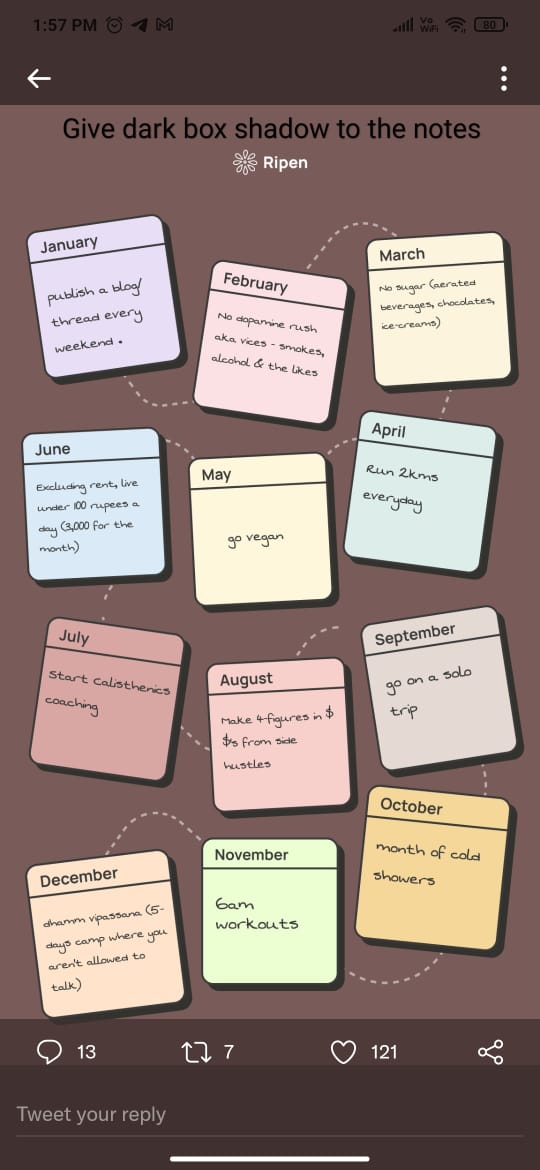 1:57 PM
Vo
WiFi
80
Give dark box shadow to the notes
Ripen
January
publish a blog/
thread every
weekend.
February
No dopamine rush
aka vices - smokes,
alcohol & the likes
March
No sugar (aerated
beverages, chocolates,
ice-creams)
June
Excluding rent, live
under 100 rupees a
day (3,000 for the
month)
May
go vegan
April
Run 2kms
everyday
July
Start Calisthenics
coaching
August
Make 4-figures in $
$'s from side
hustles
September
go on a solo
trip
December
dhamm vipassana (5-
days camp where you
aren't allowed to
talk)
November
6am
workouts
October
month of cold
showers
13
7
121
Tweet your reply